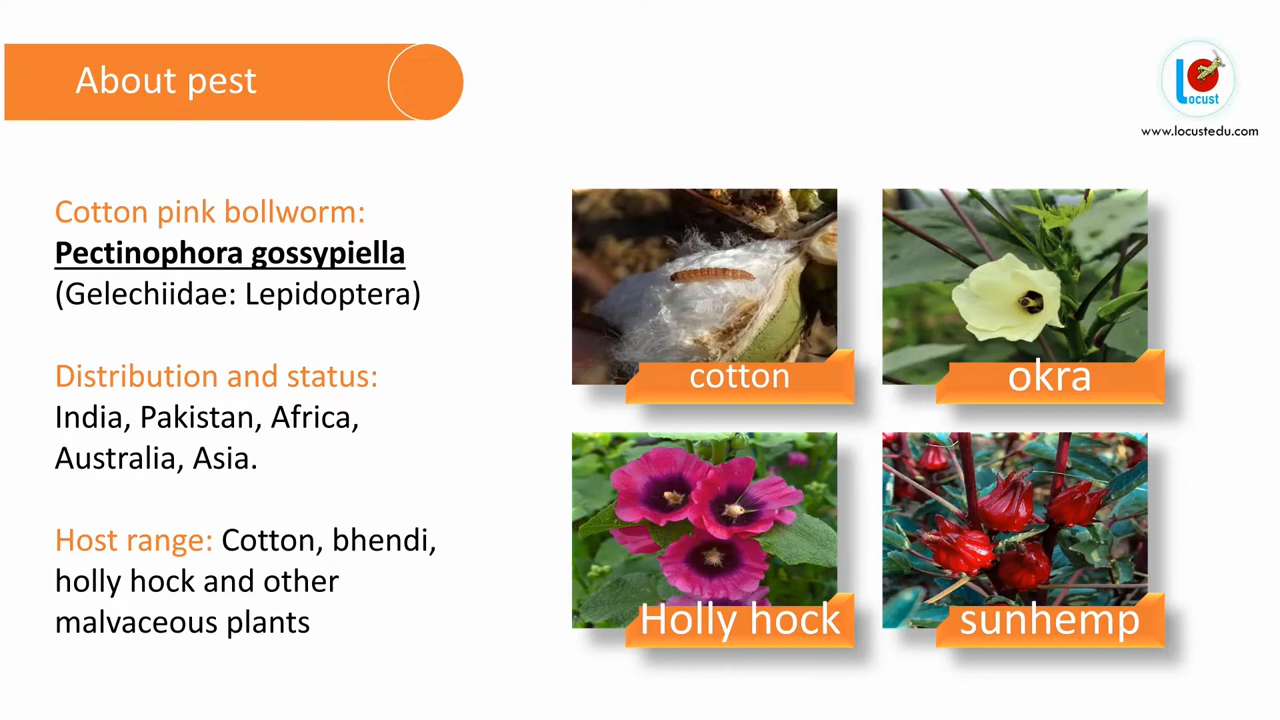 About pest
Locust
www.locustedu.com
Cotton pink bollworm:
Pectinophora gossypiella
(Gelechiidae: Lepidoptera)
Distribution and status:
India, Pakistan, Africa,
Australia, Asia.
Host range: Cotton, bhendi,
holly hock and other
malvaceous plants
cotton
okra
Holly hock
sunhemp